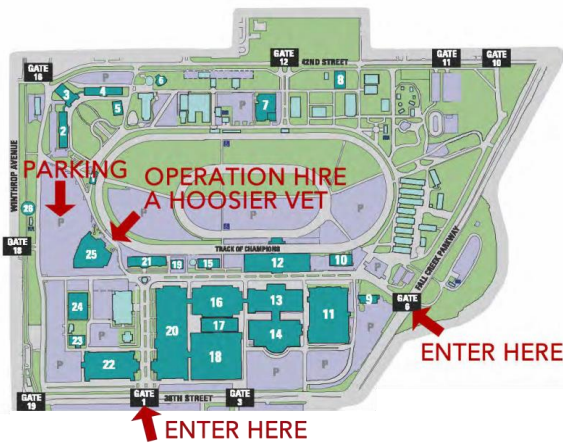 GATE
16
GATE
12
42ND STREET
GATE
11
GATE
10
P
P
3
4
6
8
5
7
2
WINTHROP AVENUE
PARKING
OPERATION HIRE
A HOOSIER VET
P
P
P
P
29
GATE
18
25
TRACK OF CHAMPIONS
21
19
15
12
10
P
FALL CREEK PARKWAY
GATE
6
9
24
23
P
P
16
13
17
20
14
11
18
22
P
P
P
ENTER HERE
GATE
19
GATE
1
38TH STREET
GATE
3
ENTER HERE